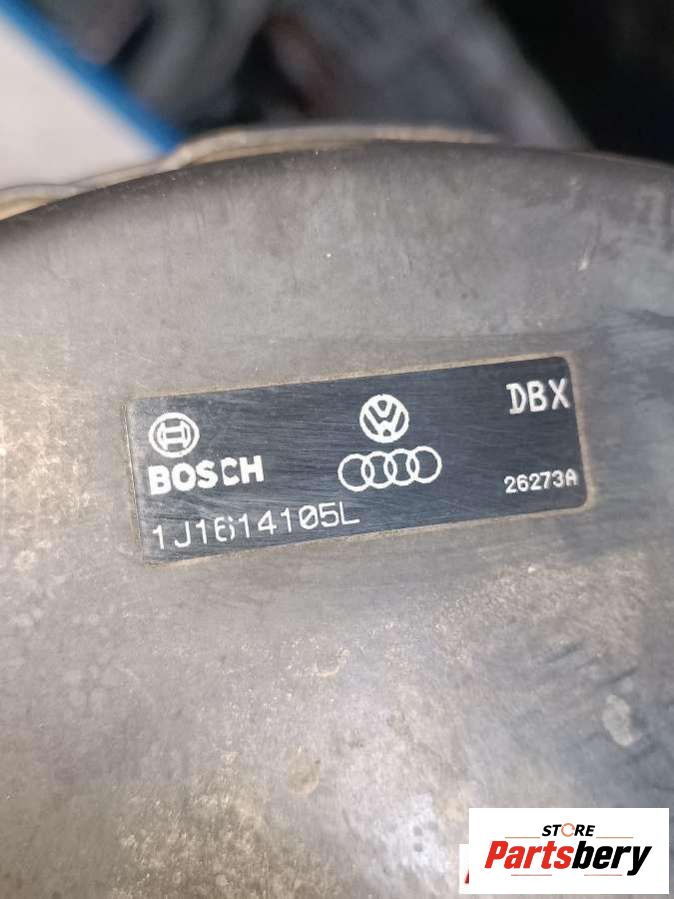 DBX
BOSCH
26273A
1J1614105L
STORE
Partsbery